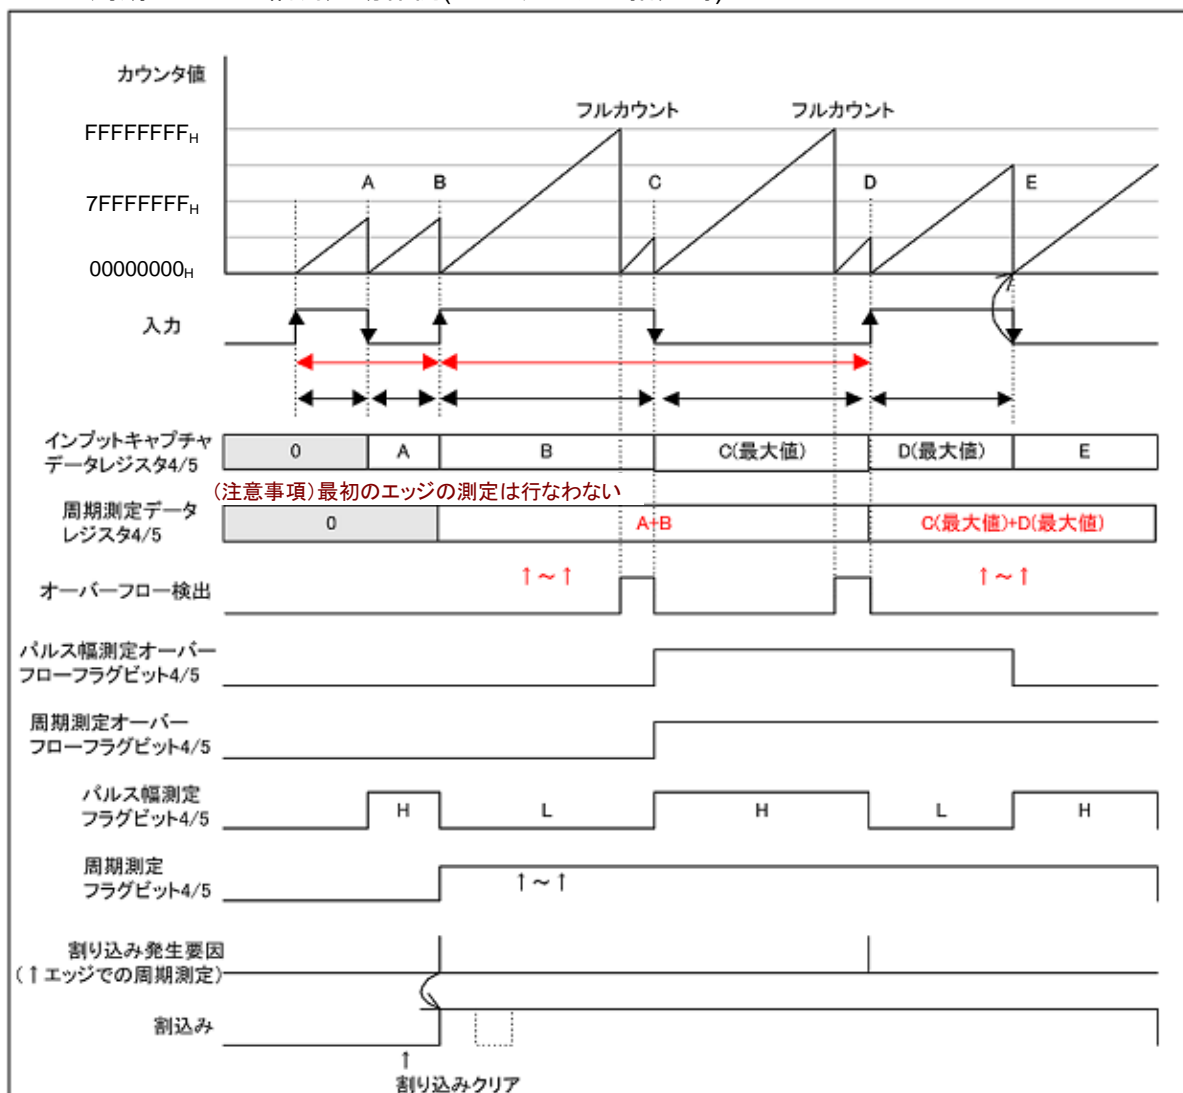 カウンタ値
フルカウント フルカウント
FFFFFFFFH
A B C D E
7FFFFFFFH
00000000H
入力
インプットキャプチャ
データレジスタ4/5
0 A B C(最大値) D(最大値) E
(注意事項)最初のエッジの測定は行なわない
周期測定データ
レジスタ4/5
0 A+B C(最大値)+D(最大値)
↑～↑ ↑～↑
オーバーフロー検出
パルス幅測定オーバー
フローフラグビット4/5
周期測定オーバー
フローフラグビット4/5
パルス幅測定
フラグビット4/5
H L H L H
周期測定
フラグビット4/5
↑～↑
割り込み発生要因
(↑エッジでの周期測定)
割込み
↑
割り込みクリア